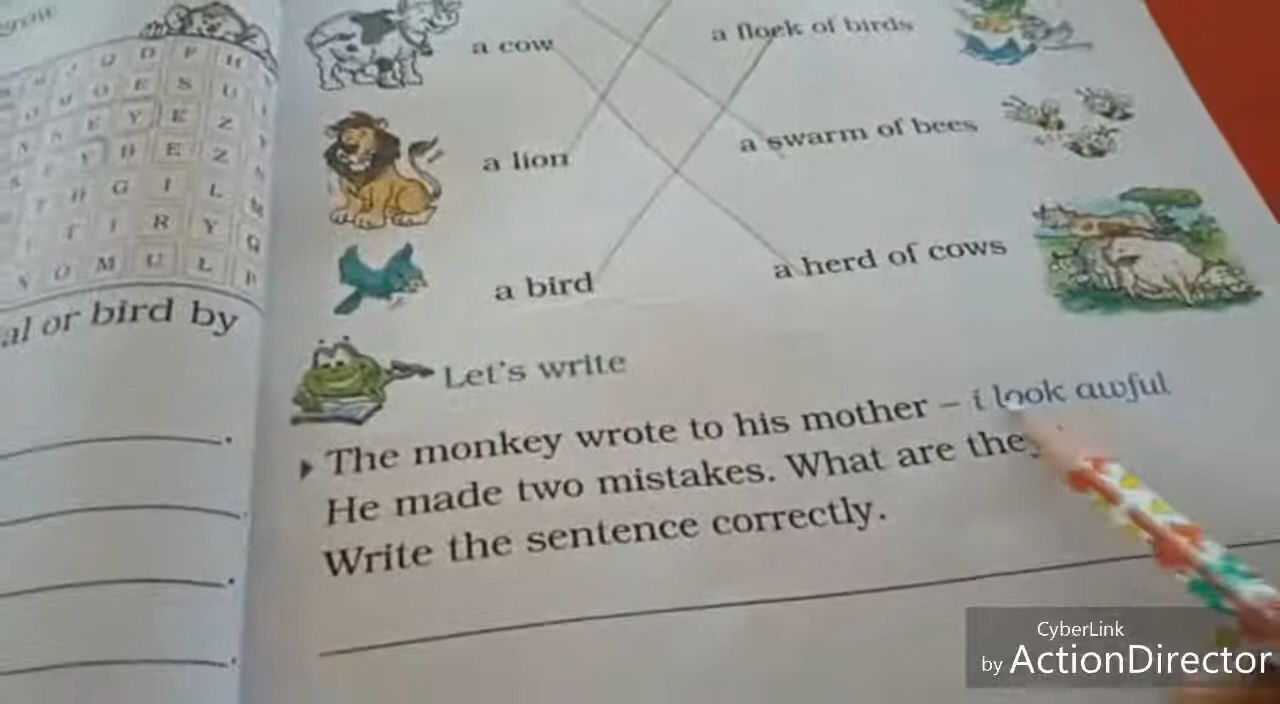 al or bird by
a cow
a flock of birds
a lion
a swarm of bees
a bird
a herd of cows
Let's write
The monkey wrote to his mother – i look awful
He made two mistakes. What are they
Write the sentence correctly.
CyberLink
by ActionDirector